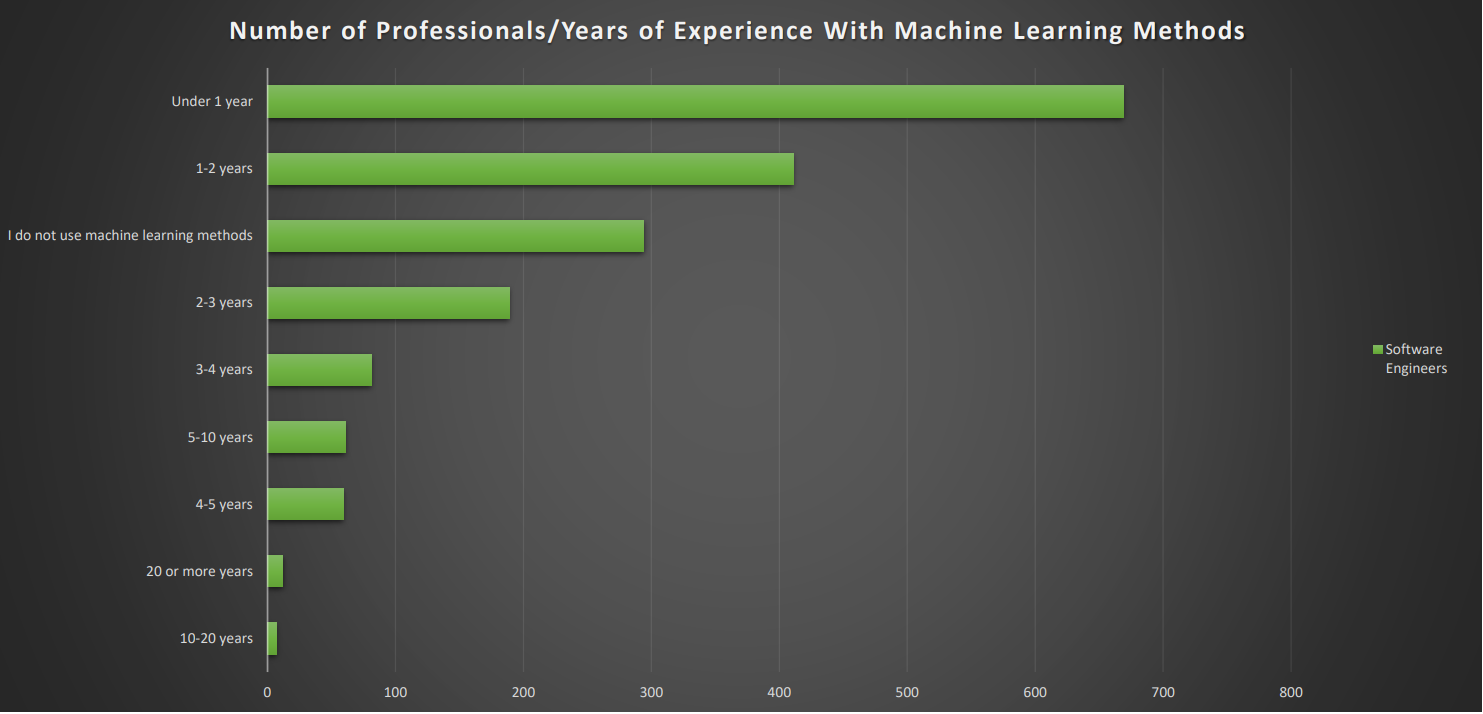 Number of Professionals/Years of Experience With Machine Learning Methods
Under 1 year
1-2 years
I do not use machine learning methods
2-3 years
3-4 years
5-10 years
4-5 years
20 or more years
10-20 years
0 100 200 300 400 500 600 700 800
Software
Engineers